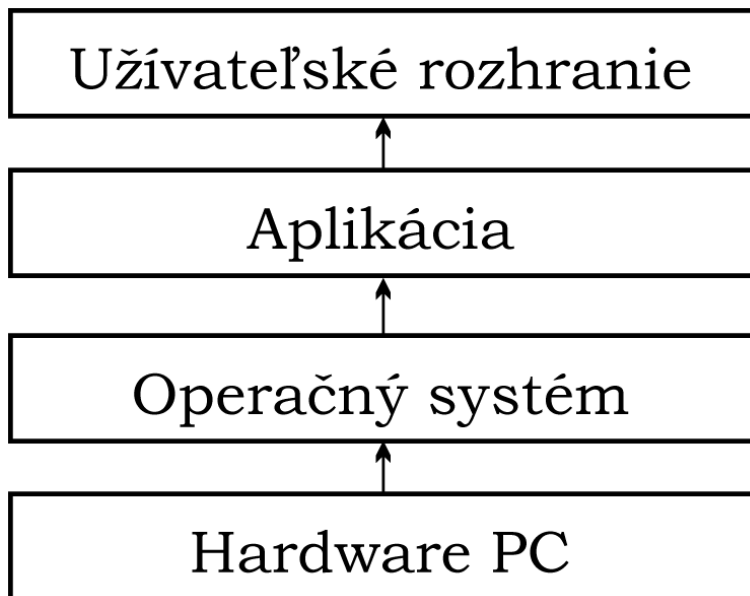 Užívateľské rozhranie
Aplikácia
Operačný systém
Hardware PC